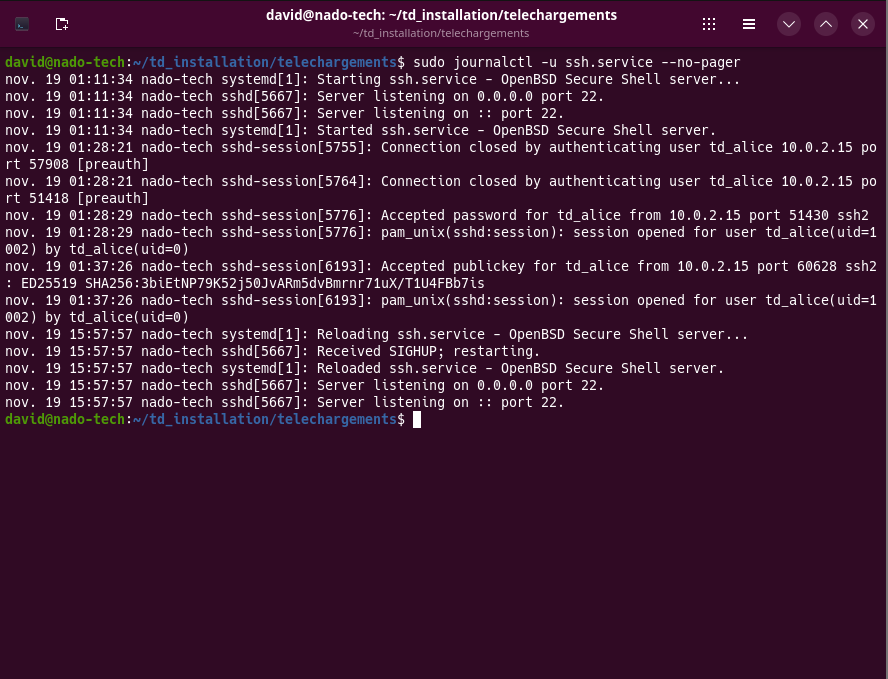 david@nado-tech: ~/td_installation/telechargements
~/td_installation/telechargements
david@nado-tech:~/td_installation/telechargements$ sudo journalctl -u ssh.service --no-pager
nov. 19 01:11:34 nado-tech systemd[1]: Starting ssh.service - OpenBSD Secure Shell server...
nov. 19 01:11:34 nado-tech sshd[5667]: Server listening on 0.0.0.0 port 22.
nov. 19 01:11:34 nado-tech sshd[5667]: Server listening on :: port 22.
nov. 19 01:11:34 nado-tech systemd[1]: Started ssh.service - OpenBSD Secure Shell server.
nov. 19 01:28:21 nado-tech sshd-session[5755]: Connection closed by authenticating user td_alice 10.0.2.15 po
rt 57908 [preauth]
nov. 19 01:28:21 nado-tech sshd-session[5764]: Connection closed by authenticating user td_alice 10.0.2.15 po
rt 51418 [preauth]
nov. 19 01:28:29 nado-tech sshd-session[5776]: Accepted password for td_alice from 10.0.2.15 port 51430 ssh2
nov. 19 01:28:29 nado-tech sshd-session[5776]: pam_unix(sshd:session): session opened for user td_alice(uid=1
002) by td_alice(uid=0)
nov. 19 01:37:26 nado-tech sshd-session[6193]: Accepted publickey for td_alice from 10.0.2.15 port 60628 ssh2
: ED25519 SHA256:3biEtNP79K52j50JvARm5dvBmrnr71uX/T1U4FBb7is
nov. 19 01:37:26 nado-tech sshd-session[6193]: pam_unix(sshd:session): session opened for user td_alice(uid=1
002) by td_alice(uid=0)
nov. 19 15:57:57 nado-tech systemd[1]: Reloading ssh.service - OpenBSD Secure Shell server...
nov. 19 15:57:57 nado-tech sshd[5667]: Received SIGHUP; restarting.
nov. 19 15:57:57 nado-tech systemd[1]: Reloaded ssh.service - OpenBSD Secure Shell server.
nov. 19 15:57:57 nado-tech sshd[5667]: Server listening on 0.0.0.0 port 22.
nov. 19 15:57:57 nado-tech sshd[5667]: Server listening on :: port 22.
david@nado-tech:~/td_installation/telechargements$